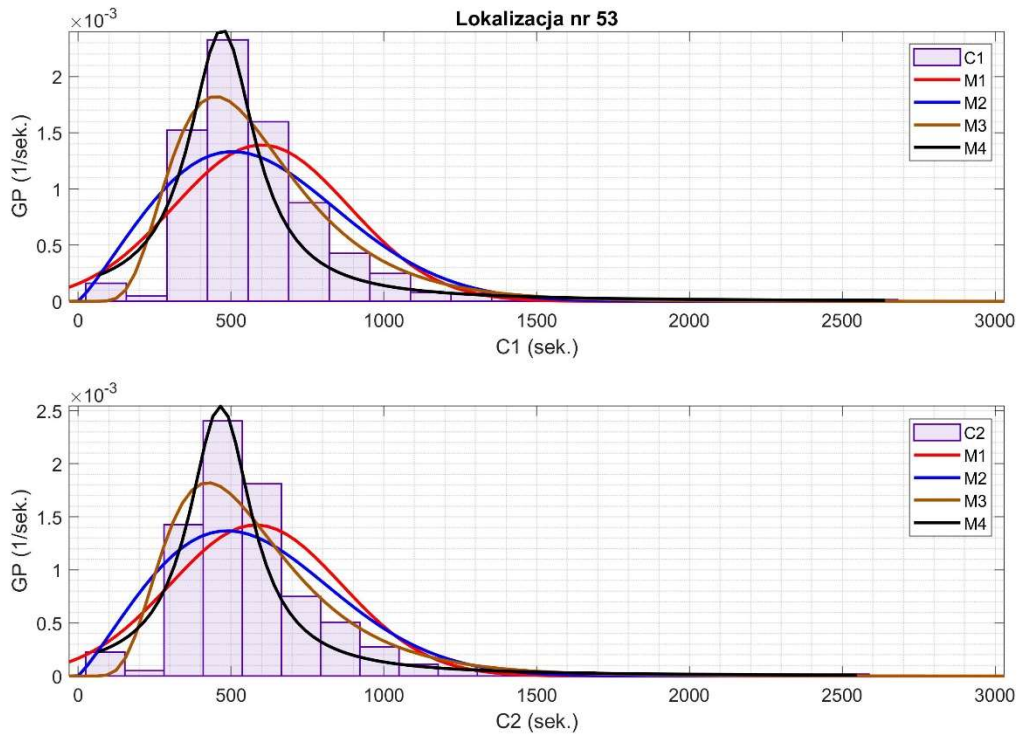 Lokalizacja nr 53
×10⁻³
2
1.5
1
0.5
0
GP (1/sek.)
0 500 1000 1500 2000 2500 3000
C1 (sek.)
C1
M1
M2
M3
M4
×10⁻³
2.5
2
1.5
1
0.5
0
GP (1/sek.)
0 500 1000 1500 2000 2500 3000
C2 (sek.)
C2
M1
M2
M3
M4